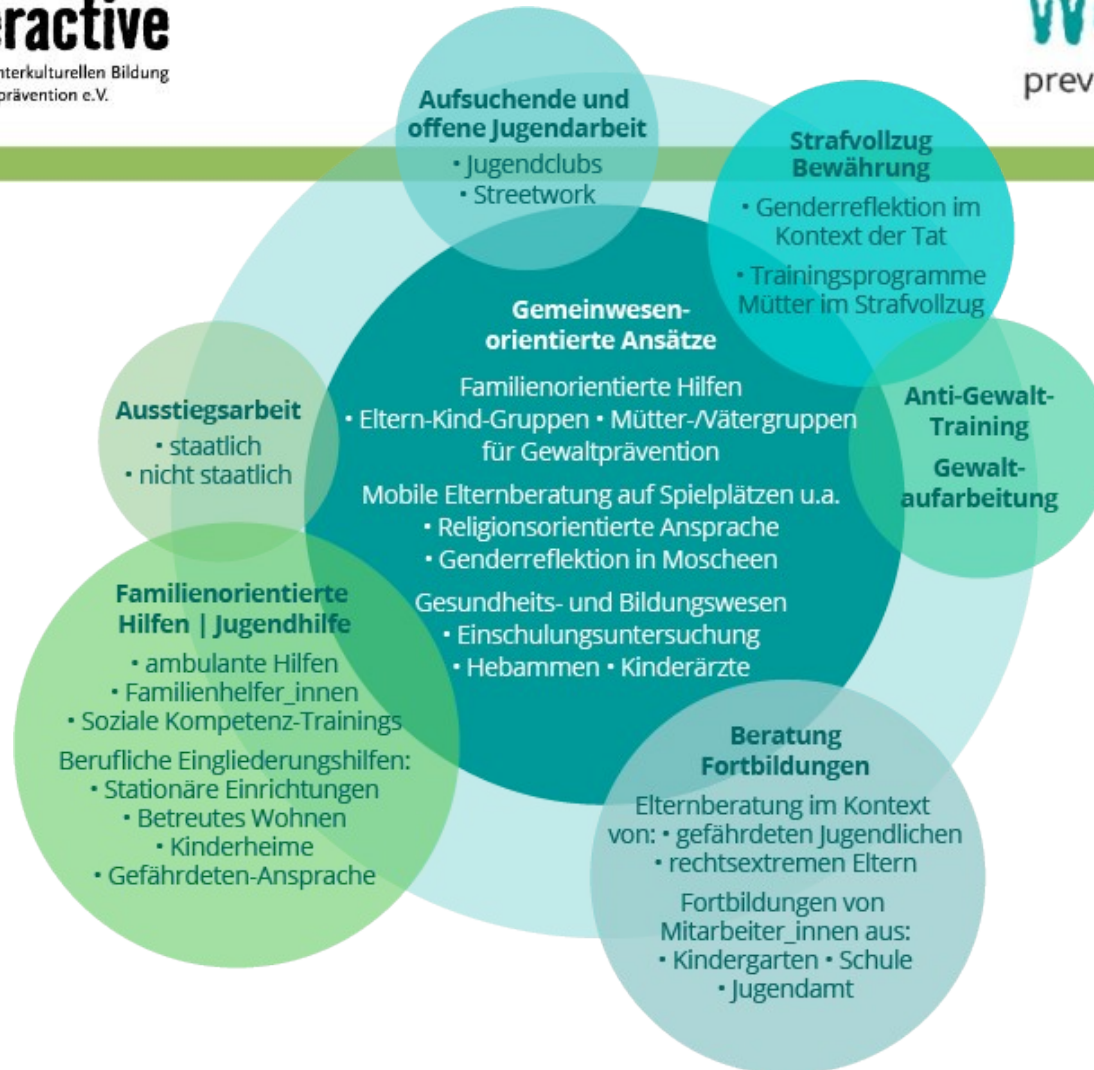 eractive
nterkulturellen Bildung
prävention e.V.
prev
Aufsuchende und
offene Jugendarbeit
• Jugendclubs
• Streetwork
Strafvollzug
Bewährung
• Genderreflektion im
Kontext der Tat
• Trainingsprogramme
Mütter im Strafvollzug
Gemeinwesen-
orientierte Ansätze
Familienorientierte Hilfen
• Eltern-Kind-Gruppen • Mütter-/Vätergruppen
für Gewaltprävention
Mobile Elternberatung auf Spielplätzen u.a.
• Religionsorientierte Ansprache
• Genderreflektion in Moscheen
Gesundheits- und Bildungswesen
• Einschulungsuntersuchung
• Hebammen • Kinderärzte
Anti-Gewalt-
Training
Gewalt-
aufarbeitung
Ausstiegsarbeit
• staatlich
• nicht staatlich
Familienorientierte
Hilfen | Jugendhilfe
• ambulante Hilfen
• Familienhelfer_innen
• Soziale Kompetenz-Trainings
Berufliche Eingliederungshilfen:
• Stationäre Einrichtungen
• Betreutes Wohnen
• Kinderheime
• Gefährdeten-Ansprache
Beratung
Fortbildungen
Elternberatung im Kontext
von: • gefährdeten Jugendlichen
• rechtsextremen Eltern
Fortbildungen von
Mitarbeiter_innen aus:
• Kindergarten • Schule
• Jugendamt